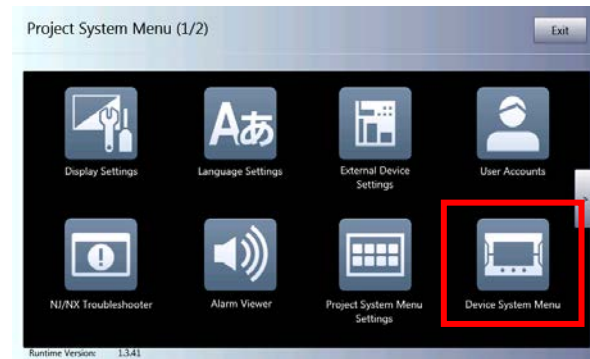 Project System Menu (1/2)
Exit
Aあ
Display Settings
Language Settings
External Device
Settings
User Accounts
>
NJ/NX Troubleshooter
Alarm Viewer
Project System Menu
Settings
Device System Menu
Runtime Version: 1.3.41